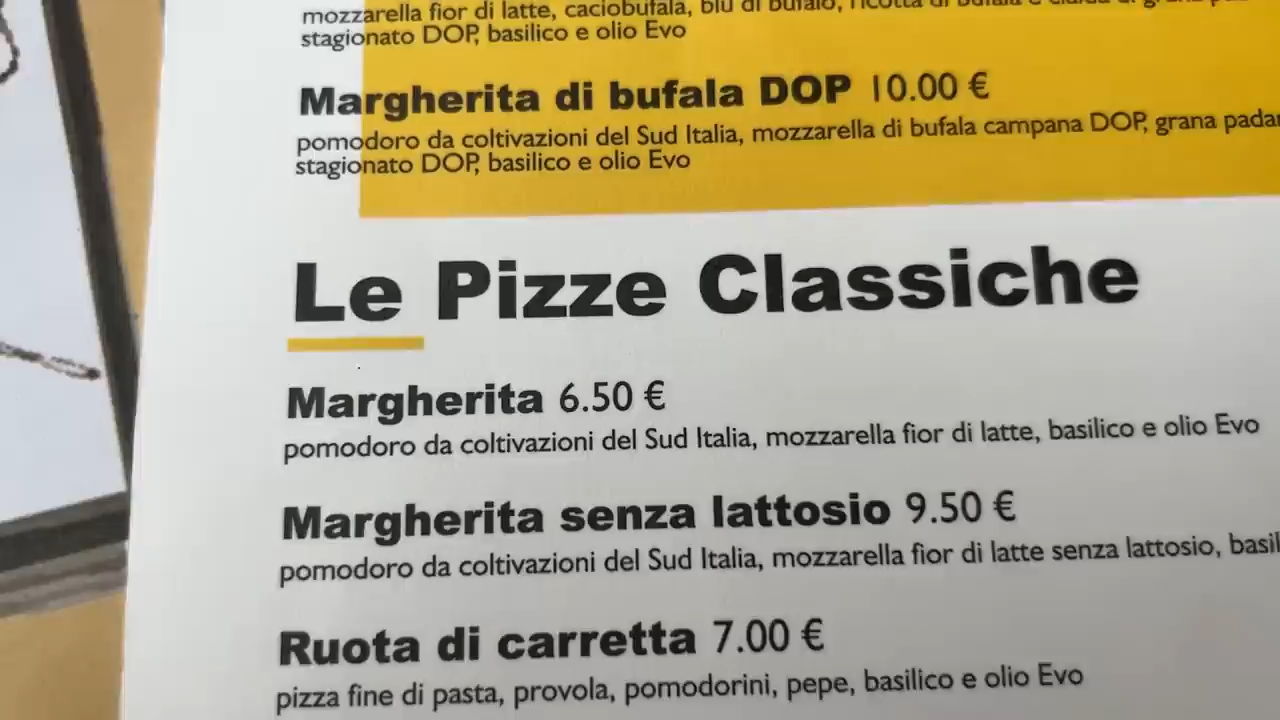 mozzarella fior di latte, caciobufala, blu di bufalo, ricotta di bufala e
stagionato DOP, basilico e olio Evo
Margherita di bufala DOP 10.00 €
pomodoro da coltivazioni del Sud Italia, mozzarella di bufala campana DOP, grana
stagionato DOP, basilico e olio Evo
Le Pizze Classiche
Margherita 6.50 €
pomodoro da coltivazioni del Sud Italia, mozzarella fior di latte, basilico e olio Evo
Margherita senza lattosio 9.50 €
pomodoro da coltivazioni del Sud Italia, mozzarella fior di latte senza lattosio,
Ruota di carretta 7.00 €
pizza fine di pasta, provola, pomodorini, pepe, basilico e olio Evo